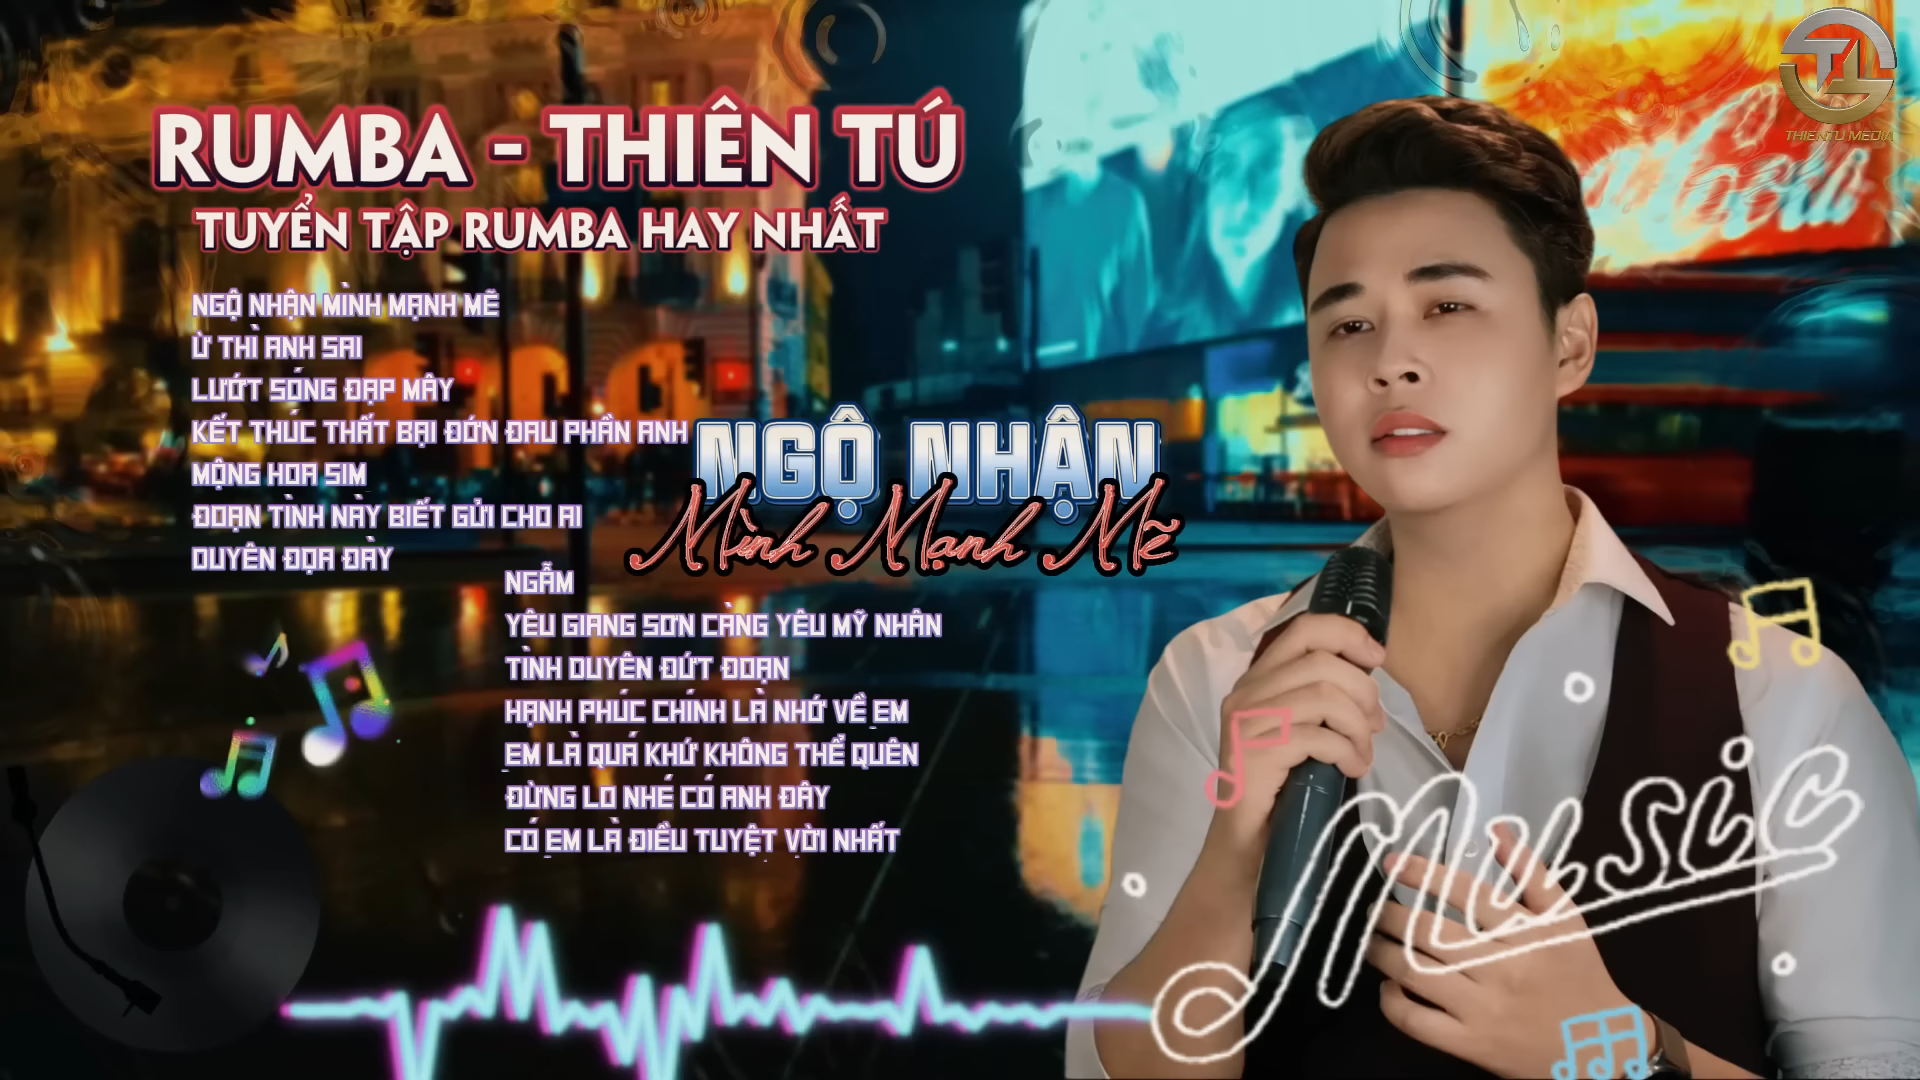 RUMBA - THIÊN TÚ
TUYỂN TẬP RUMBA HAY NHẤT
NGỘ NHẬN MÌNH MẠNH MẼ
Ừ THÌ ANH SAI
LƯỚT SÓNG ĐẠP MÂY
KẾT THÚC THẤT BẠI ĐỚN ĐAU PHẦN ANH
MỘNG HOA SIM
ĐOẠN TÌNH NÀY BIẾT GỬI CHO AI
DUYÊN ĐỌA ĐÀY
NGẪM
YÊU GIANG SƠN CÀNG YÊU MỸ NHÂN
TÌNH DUYÊN ĐỨT ĐOẠN
HẠNH PHÚC CHÍNH LÀ NHỚ VỀ EM
EM LÀ QUÁ KHỨ KHÔNG THỂ QUÊN
ĐỪNG LO NHÉ CÓ ANH ĐÂY
CÓ EM LÀ ĐIỀU TUYỆT VỜI NHẤT
NGỘ NHẬN
Mình Mạnh Mẽ
THIENTU MEDIA
Music